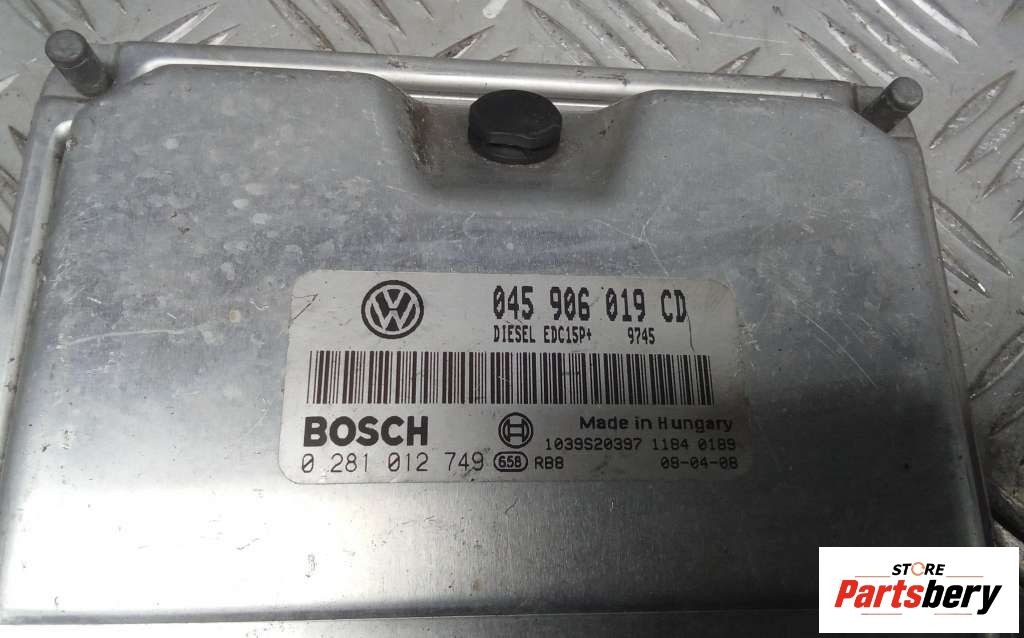 045 906 019 CD
DIESEL EDC15P+ 9745
BOSCH
Made in Hungary
1039S20397 1184 0189
0 281 012 749 658 RB8 08-04-08
STORE
Partsbery